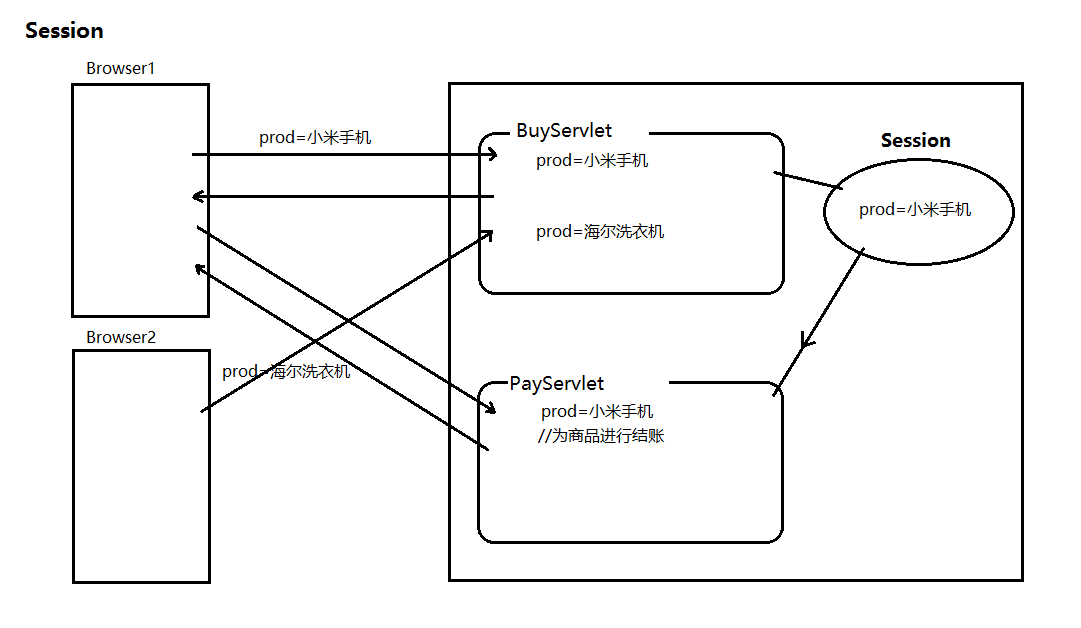 Session
Browser1
prod=小米手机
BuyServlet
prod=小米手机
prod=海尔洗衣机
Session
prod=小米手机
Browser2
prod=海尔洗衣机
PayServlet
prod=小米手机
//为商品进行结账